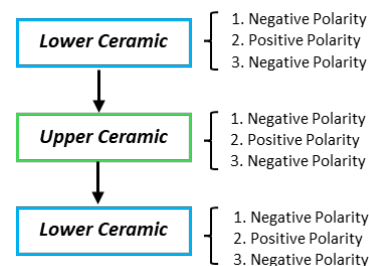 Lower Ceramic
1. Negative Polarity
2. Positive Polarity
3. Negative Polarity
Upper Ceramic
1. Negative Polarity
2. Positive Polarity
3. Negative Polarity
Lower Ceramic
1. Negative Polarity
2. Positive Polarity
3. Negative Polarity